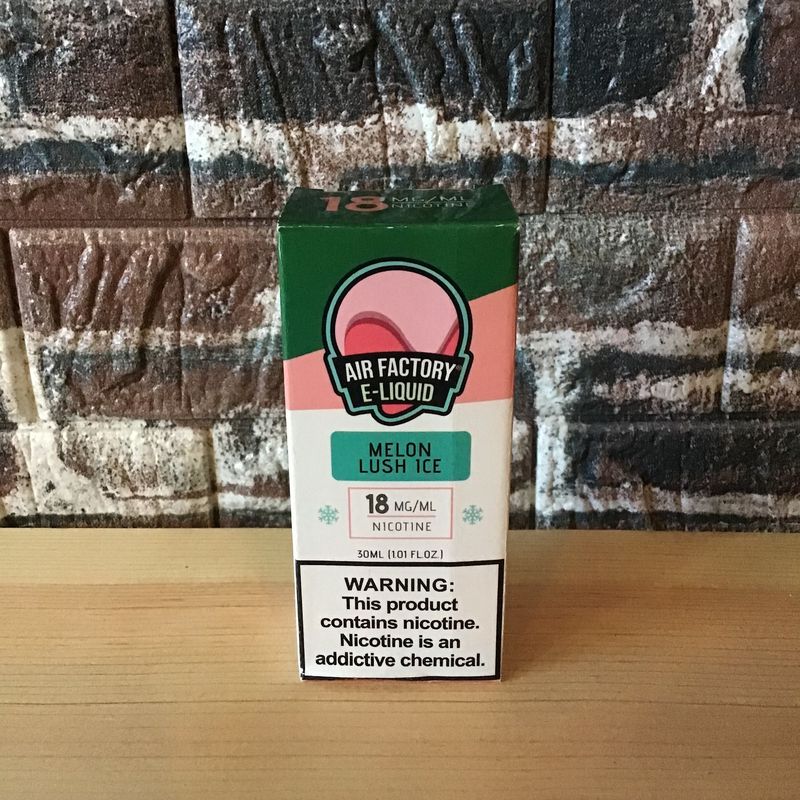 18 MG/ML
NICOTINE
AIR FACTORY
E-LIQUID
MELON
LUSH ICE
18 MG/ML
NICOTINE
30ML (1.01 FL.OZ.)
WARNING:
This product
contains nicotine.
Nicotine is an
addictive chemical.